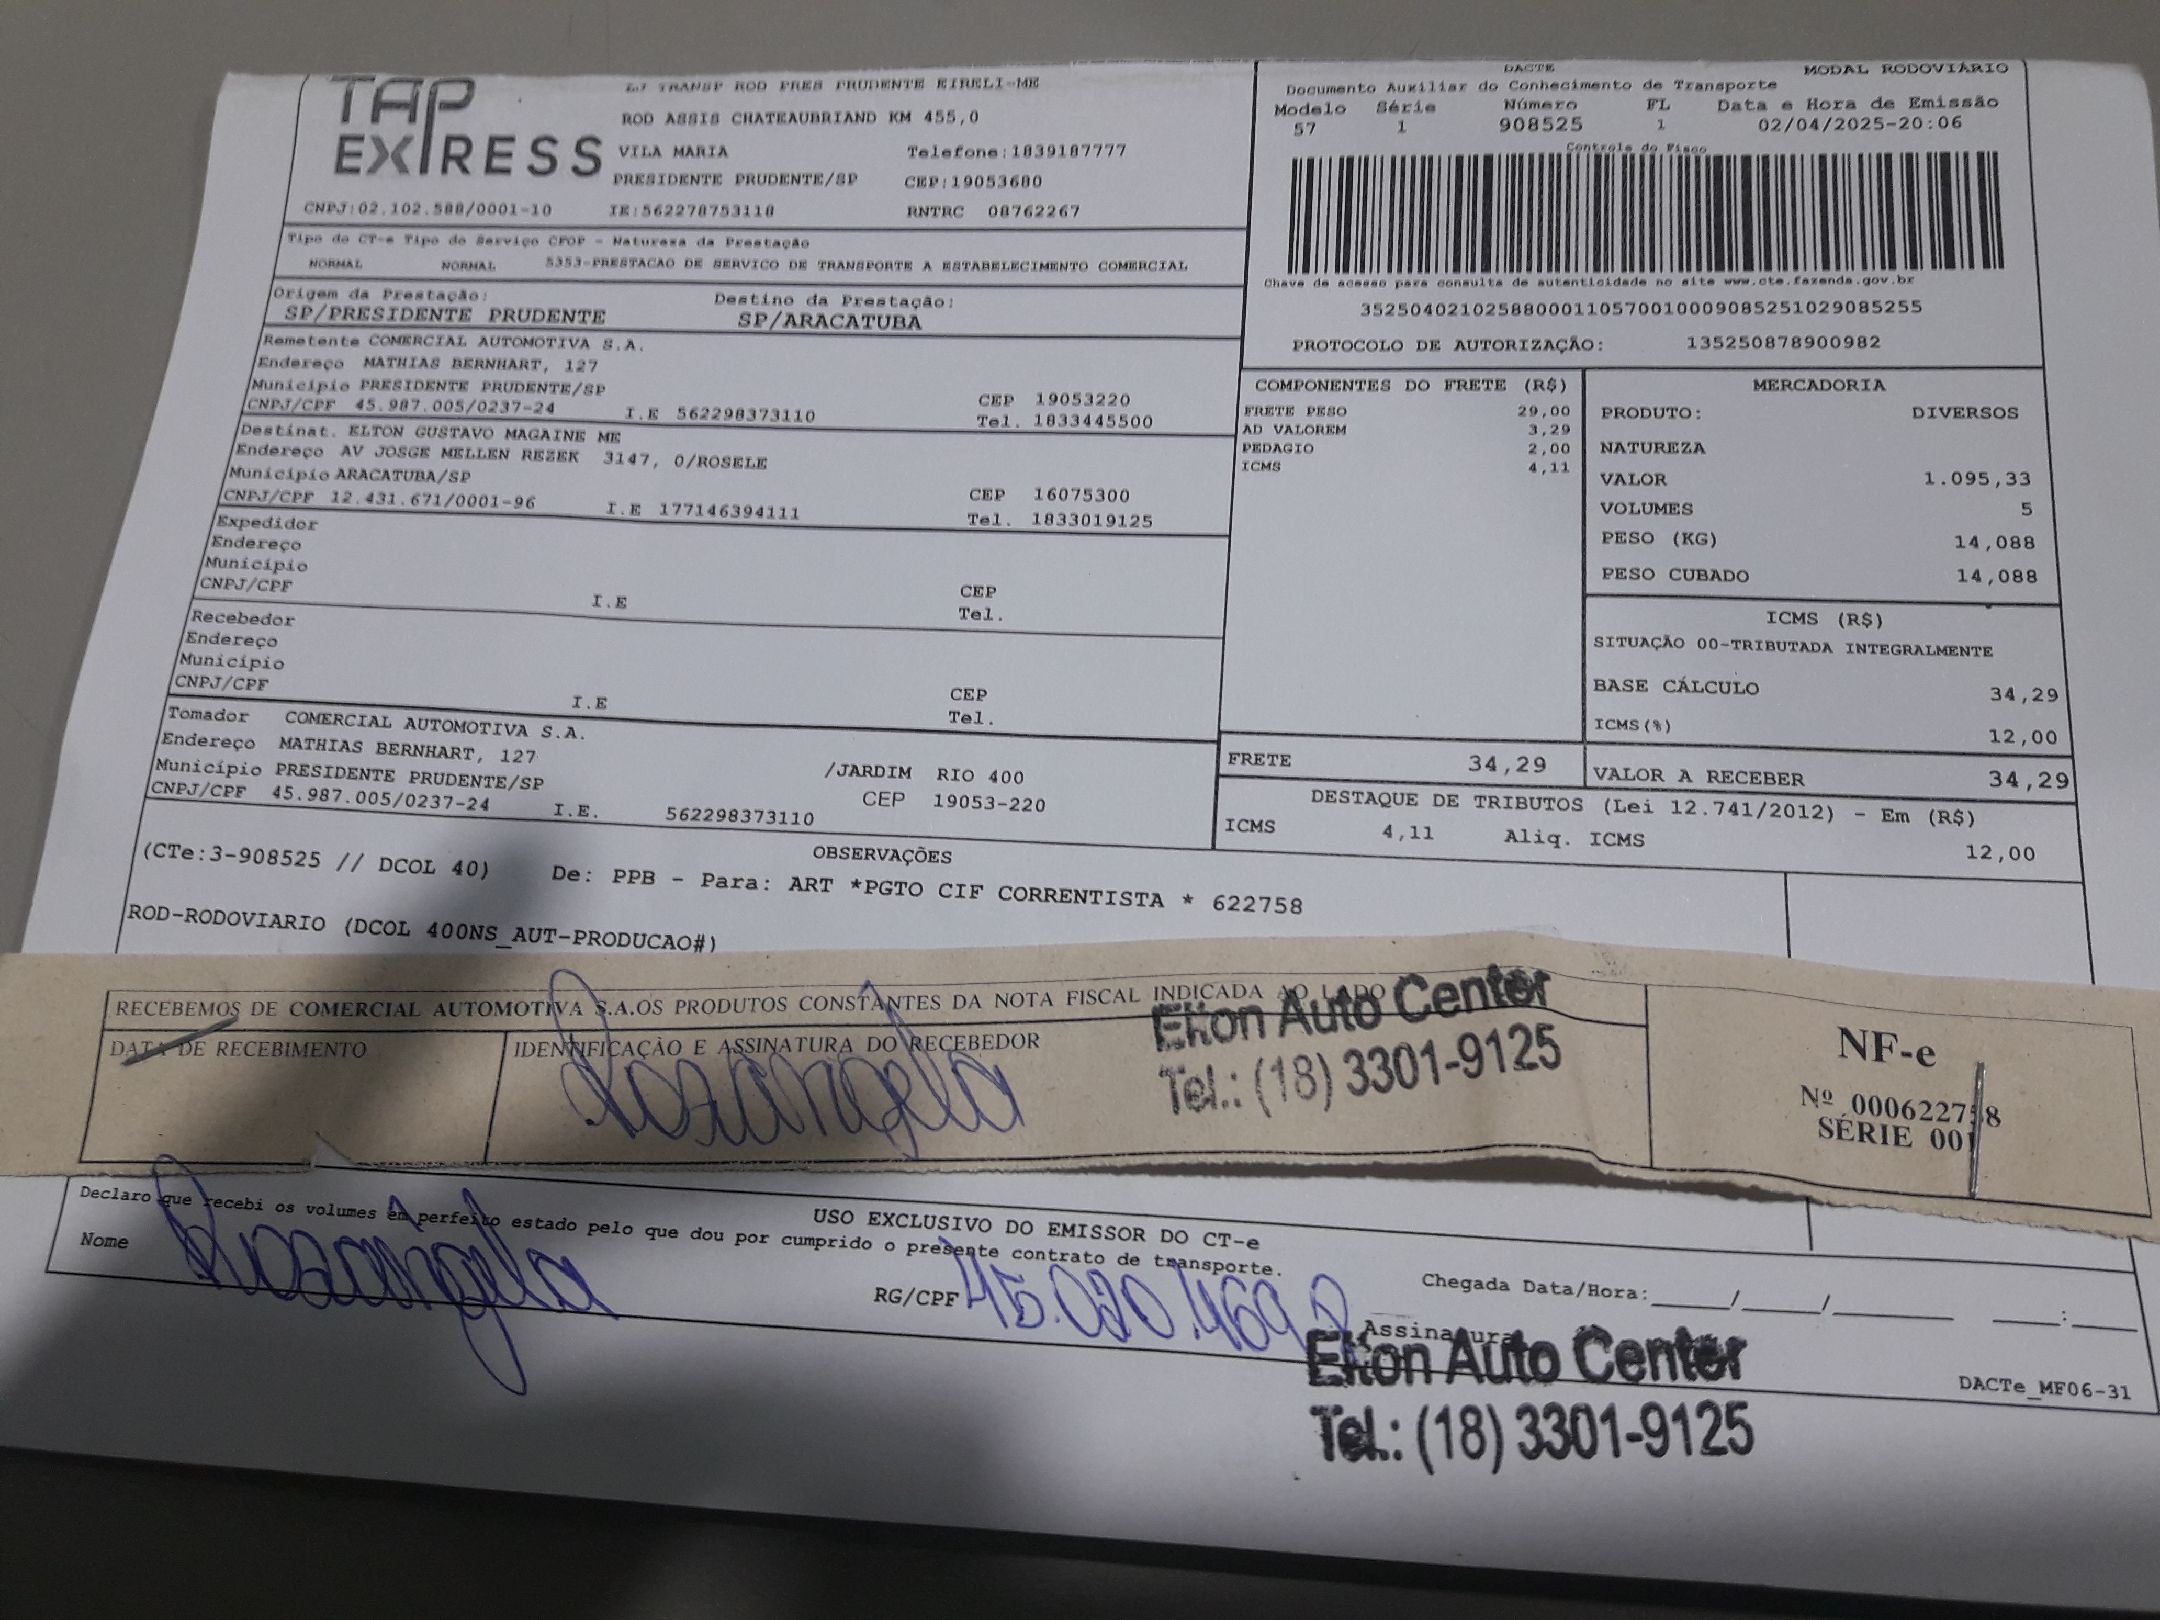 TAP EXPRESS
LJ TRANSP ROD PRES PRUDENTE EIRELI-ME
ROD ASSIS CHATEAUBRIAND KM 455,0
VILA MARIA Telefone:1839187777
PRESIDENTE PRUDENTE/SP CEP:19053680
CNPJ:02.102.588/0001-10 IE:562278753118 RNTRC 08762267
DACTE MODAL RODOVIÁRIO
Documento Auxiliar do Conhecimento de Transporte
Modelo Série Número FL Data e Hora de Emissão
57 1 908525 1 02/04/2025-20:06
Controle do Fisco
Chave de acesso para consulta de autenticidade no site www.cte.fazenda.gov.br
35250402102588000110570010009085251029085255
PROTOCOLO DE AUTORIZAÇÃO: 135250878900982
Tipo do CT-e Tipo do Serviço CFOP - Natureza da Prestação
NORMAL NORMAL 5353-PRESTACAO DE SERVICO DE TRANSPORTE A ESTABELECIMENTO COMERCIAL
Origem da Prestação: Destino da Prestação:
SP/PRESIDENTE PRUDENTE SP/ARACATUBA
Remetente COMERCIAL AUTOMOTIVA S.A.
Endereço MATHIAS BERNHART, 127
Município PRESIDENTE PRUDENTE/SP CEP 19053220
CNPJ/CPF 45.987.005/0237-24 I.E 562298373110 Tel. 1833445500
Destinat. ELTON GUSTAVO MAGAINE ME
Endereço AV JOSGE MELLEN REZEK 3147, 0/ROSELE
Município ARACATUBA/SP CEP 16075300
CNPJ/CPF 12.431.671/0001-96 I.E 177146394111 Tel. 1833019125
Expedidor
Endereço
Município CEP
CNPJ/CPF I.E Tel.
Recebedor
Endereço
Município CEP
CNPJ/CPF I.E Tel.
Tomador COMERCIAL AUTOMOTIVA S.A.
Endereço MATHIAS BERNHART, 127 /JARDIM RIO 400
Município PRESIDENTE PRUDENTE/SP CEP 19053-220
CNPJ/CPF 45.987.005/0237-24 I.E. 562298373110
COMPONENTES DO FRETE (R$)
FRETE PESO 29,00
AD VALOREM 3,29
PEDAGIO 2,00
ICMS 4,11
FRETE 34,29
MERCADORIA
PRODUTO: DIVERSOS
NATUREZA
VALOR 1.095,33
VOLUMES 5
PESO (KG) 14,088
PESO CUBADO 14,088
ICMS (R$)
SITUAÇÃO 00-TRIBUTADA INTEGRALMENTE
BASE CÁLCULO 34,29
ICMS(%) 12,00
VALOR A RECEBER 34,29
DESTAQUE DE TRIBUTOS (Lei 12.741/2012) - Em (R$)
ICMS 4,11 Aliq. ICMS 12,00
OBSERVAÇÕES
(CTe:3-908525 // DCOL 40) De: PPB - Para: ART *PGTO CIF CORRENTISTA * 622758
ROD-RODOVIARIO (DCOL 400NS_AUT-PRODUCAO#)
RECEBEMOS DE COMERCIAL AUTOMOTIVA S.A.OS PRODUTOS CONSTANTES DA NOTA FISCAL INDICADA AO LADO
DATA DE RECEBIMENTO IDENTIFICAÇÃO E ASSINATURA DO RECEBEDOR
Rozangela
Elton Auto Center
Tel.: (18) 3301-9125
NF-e
Nº 000622758
SÉRIE 001
USO EXCLUSIVO DO EMISSOR DO CT-e
Declaro que recebi os volumes em perfeito estado pelo que dou por cumprido o presente contrato de transporte.
Nome Rozangela RG/CPF 45.020.469 Chegada Data/Hora:_____/_____/_______ ____:____
Assinatura
Elton Auto Center
Tel.: (18) 3301-9125
DACTe_MF06-31